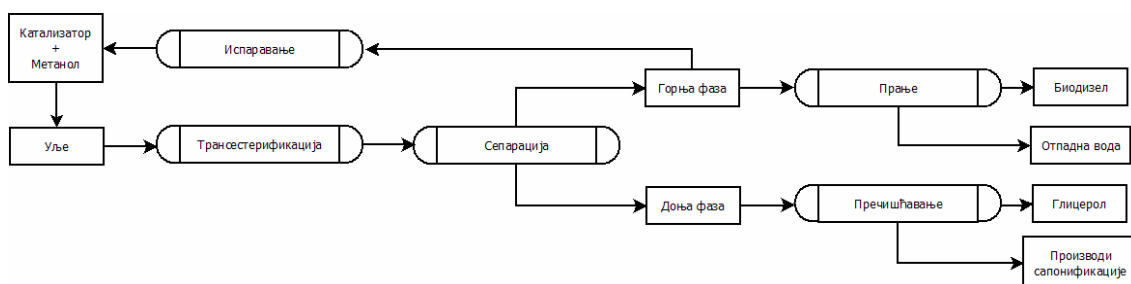 Катализатор
+
Метанол
Испаравање
Горња фаза
Прање
Биодизел
Уље
Трансестерификација
Сепарација
Отпадна вода
Доња фаза
Пречишћавање
Глицерол
Производи
сапонификације